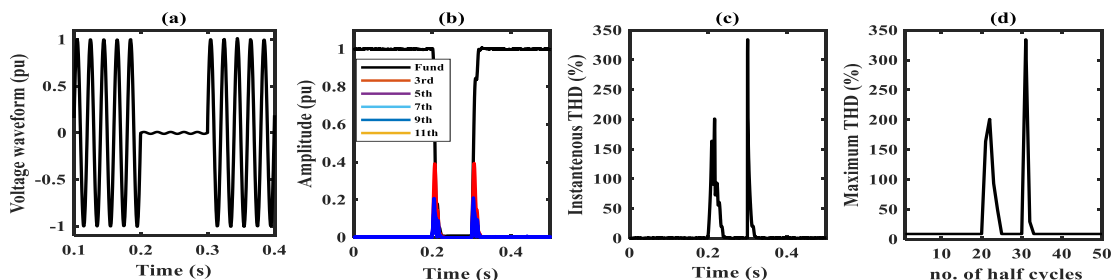 (a)
Voltage waveform (pu)
1
0.5
0
-0.5
-1
0.1 0.2 0.3 0.4
Time (s)
(b)
Amplitude (pu)
1
0.8
0.6
0.4
0.2
0
Fund
3rd
5th
7th
9th
11th
0 0.2 0.4
Time (s)
(c)
Instantenous THD (%)
350
300
250
200
150
100
50
0
0 0.2 0.4
Time (s)
(d)
Maximum THD (%)
350
300
250
200
150
100
50
0
10 20 30 40 50
no. of half cycles